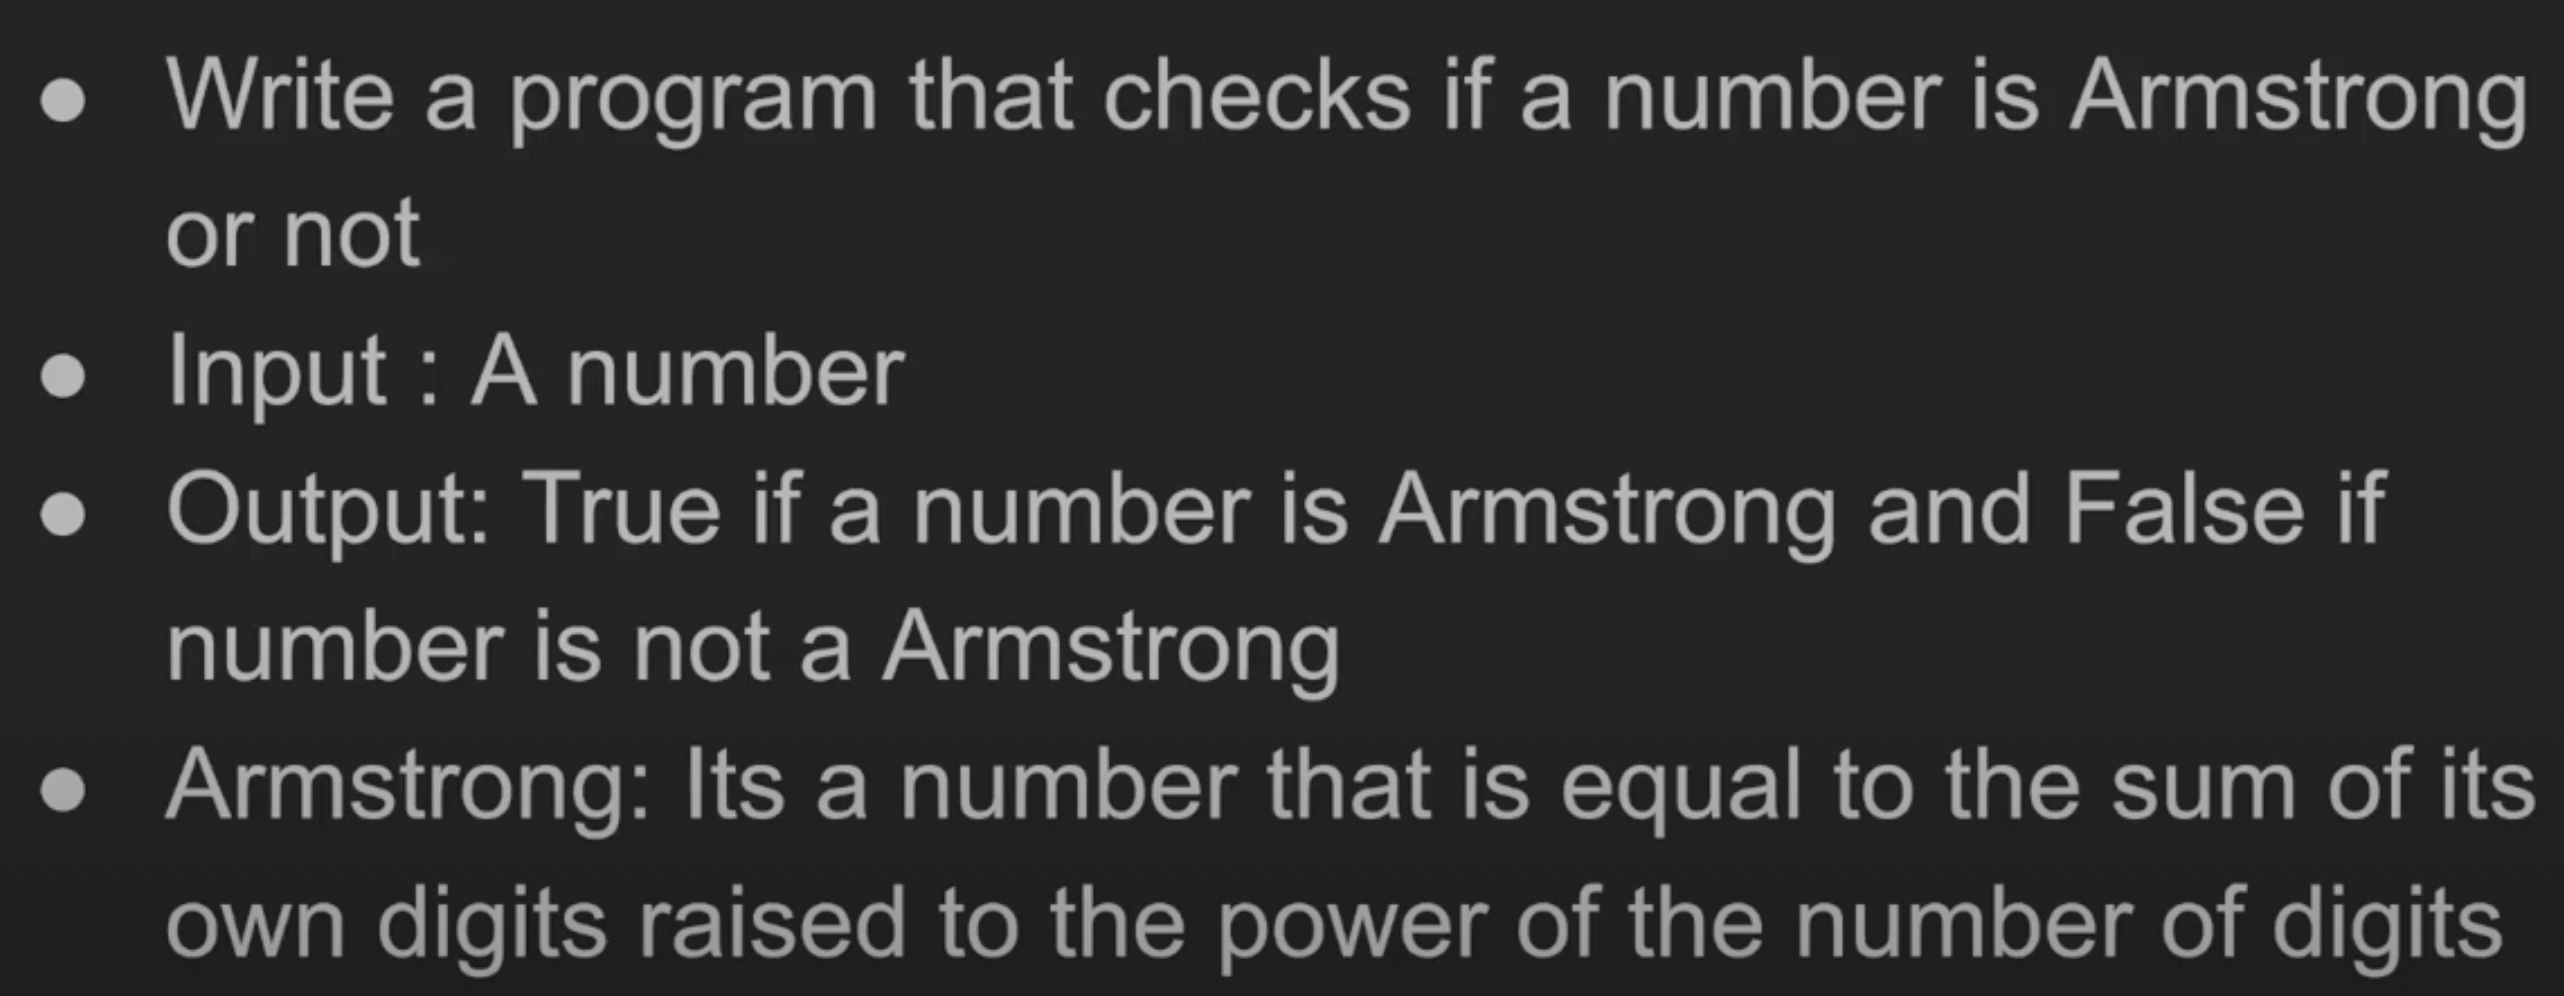 ● Write a program that checks if a number is Armstrong
or not
● Input : A number
● Output: True if a number is Armstrong and False if
number is not a Armstrong
● Armstrong: Its a number that is equal to the sum of its
own digits raised to the power of the number of digits